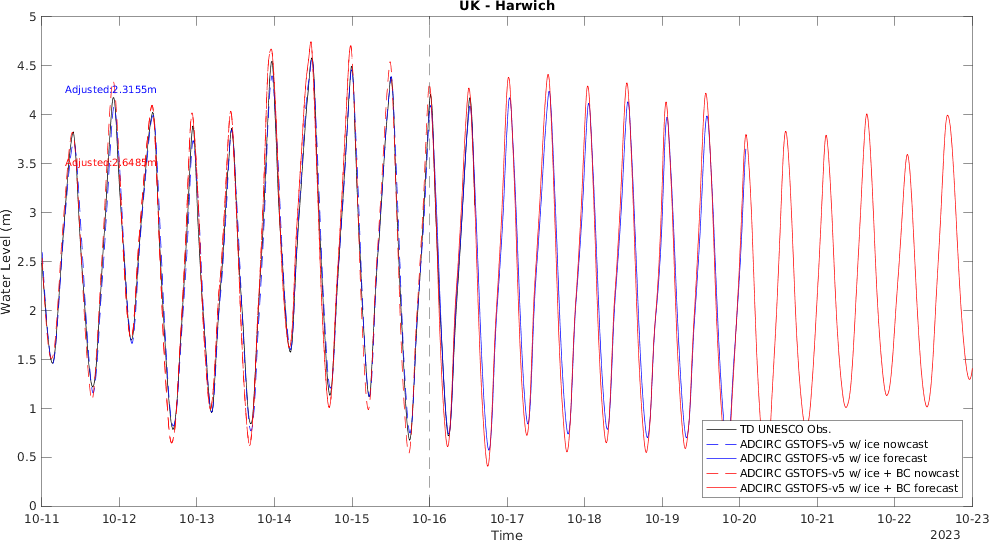 UK - Harwich
5
4.5
4
3.5
3
2.5
2
1.5
1
0.5
0
Water Level (m)
Adjusted:2.3155m
Adjusted:2.6485m
TD UNESCO Obs.
ADCIRC GSTOFS-v5 w/ ice nowcast
ADCIRC GSTOFS-v5 w/ ice forecast
ADCIRC GSTOFS-v5 w/ ice + BC nowcast
ADCIRC GSTOFS-v5 w/ ice + BC forecast
10-11 10-12 10-13 10-14 10-15 10-16 10-17 10-18 10-19 10-20 10-21 10-22 10-23
Time
2023